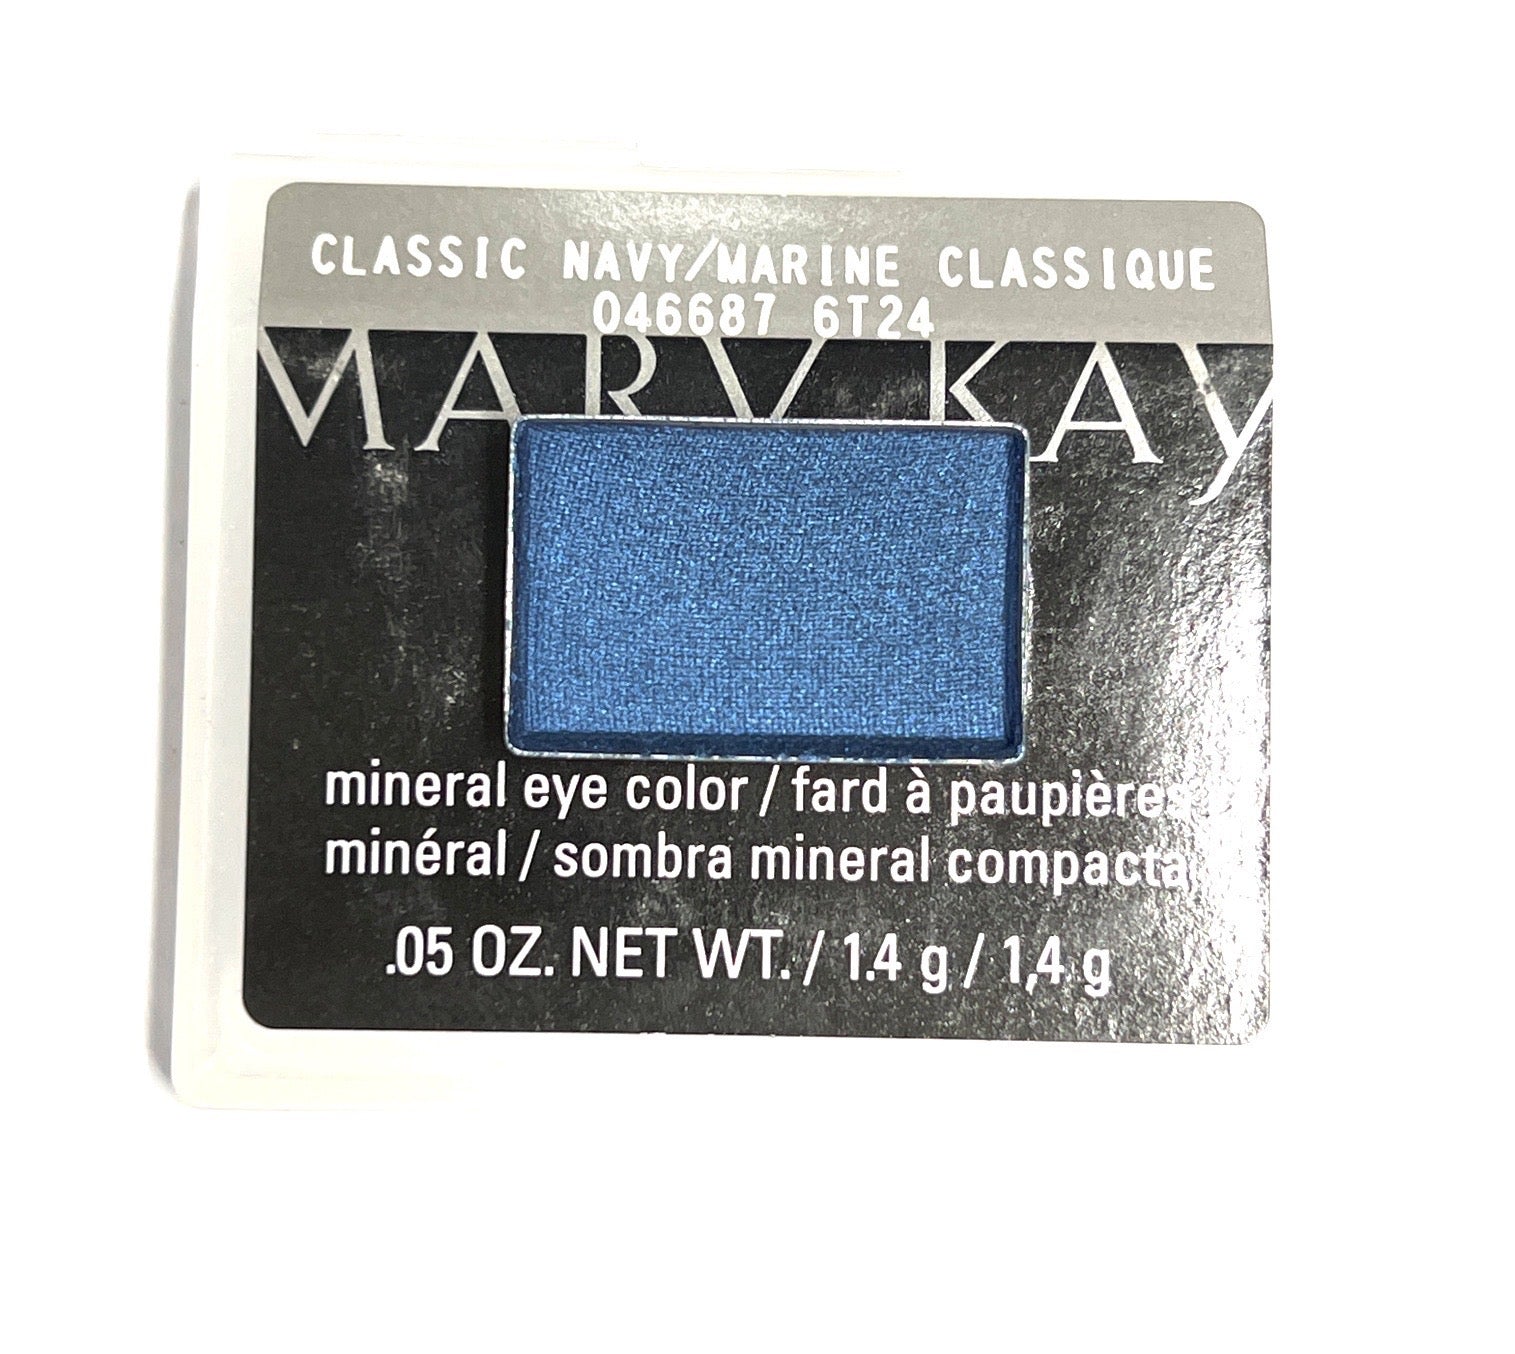 CLASSIC NAVY/MARINE CLASSIQUE
046687 6T24
MARY KAY
mineral eye color / fard à paupières
minéral / sombra mineral compacta
.05 OZ. NET WT. / 1.4 g / 1,4 g